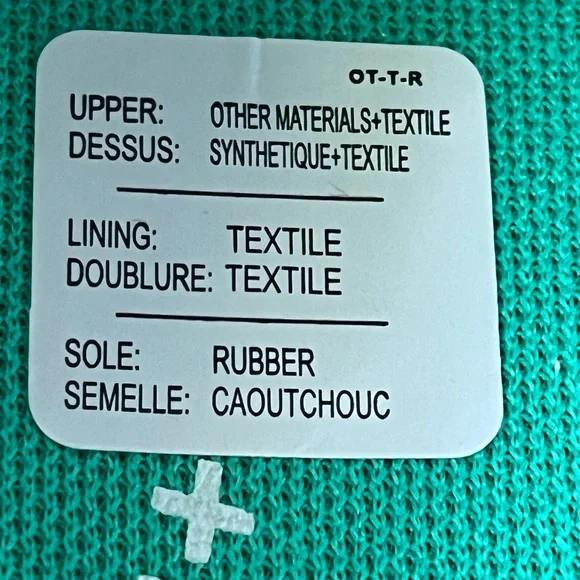 OT-T-R
UPPER: OTHER MATERIALS+TEXTILE
DESSUS: SYNTHETIQUE+TEXTILE
LINING: TEXTILE
DOUBLURE: TEXTILE
SOLE: RUBBER
SEMELLE: CAOUTCHOUC